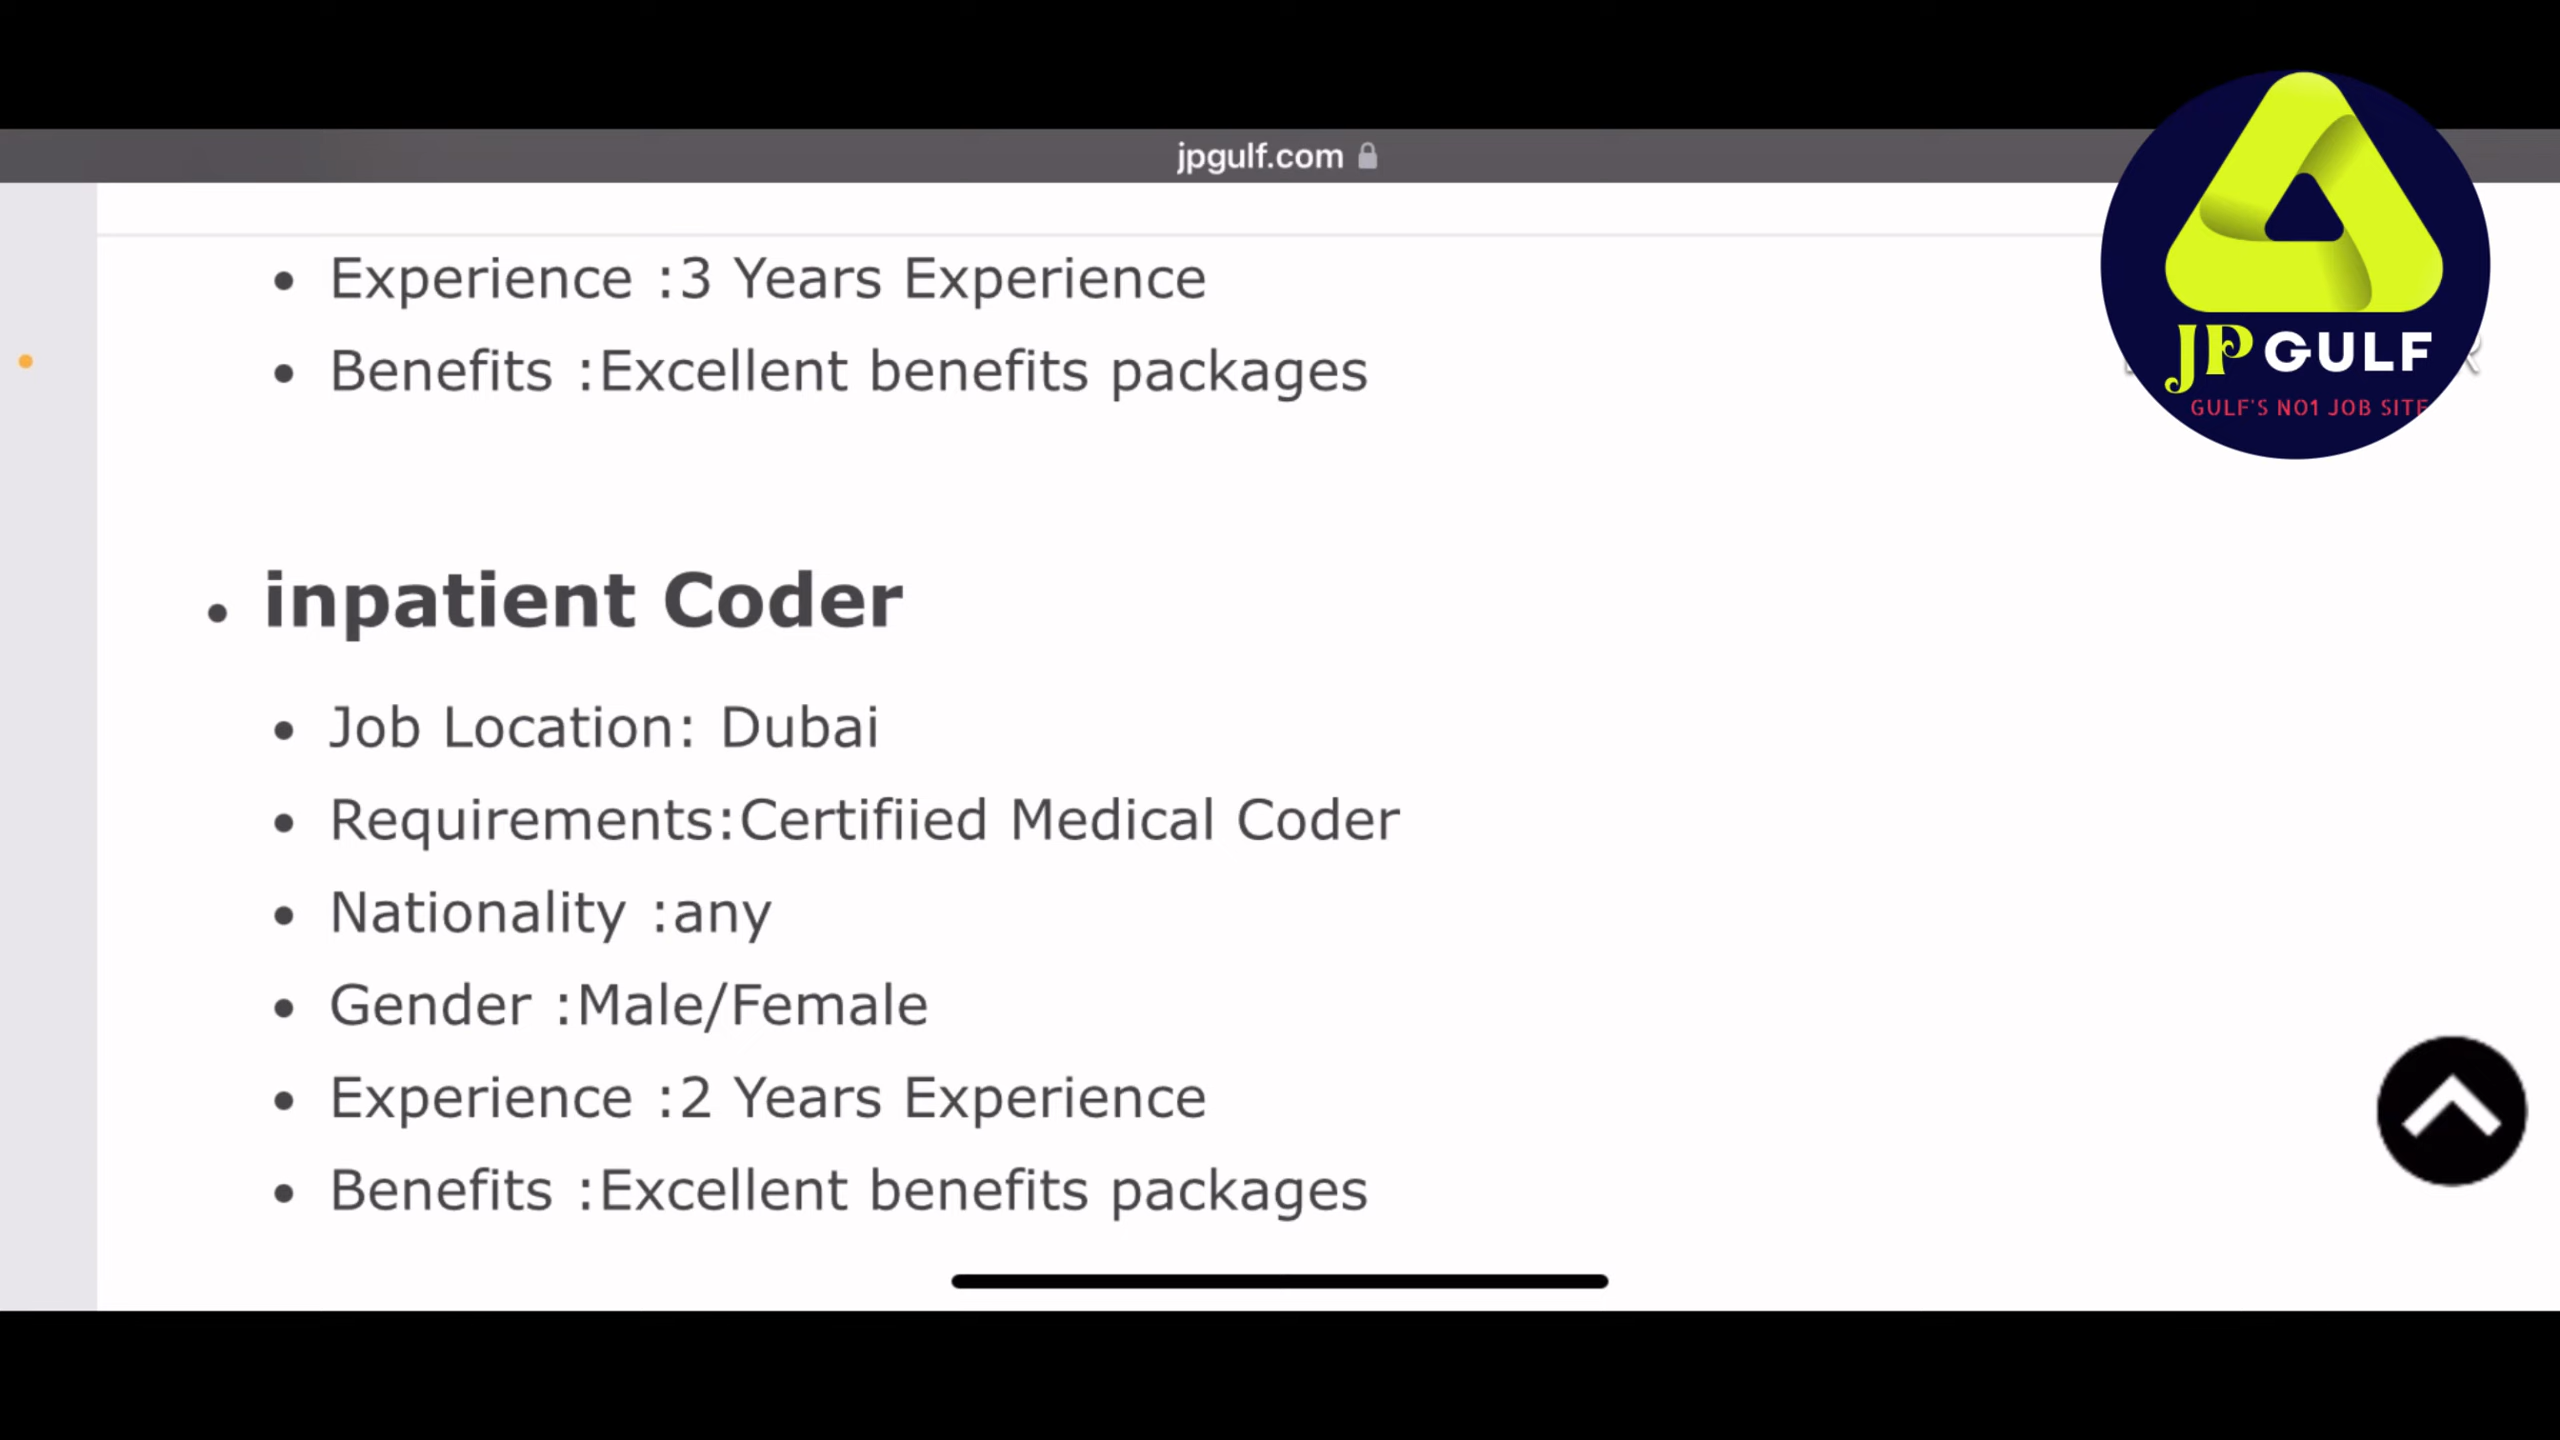 jpgulf.com
Experience :3 Years Experience
Benefits :Excellent benefits packages
JP GULF
GULF'S NO1 JOB SITE
inpatient Coder
Job Location: Dubai
Requirements:Certifiied Medical Coder
Nationality :any
Gender :Male/Female
Experience :2 Years Experience
Benefits :Excellent benefits packages